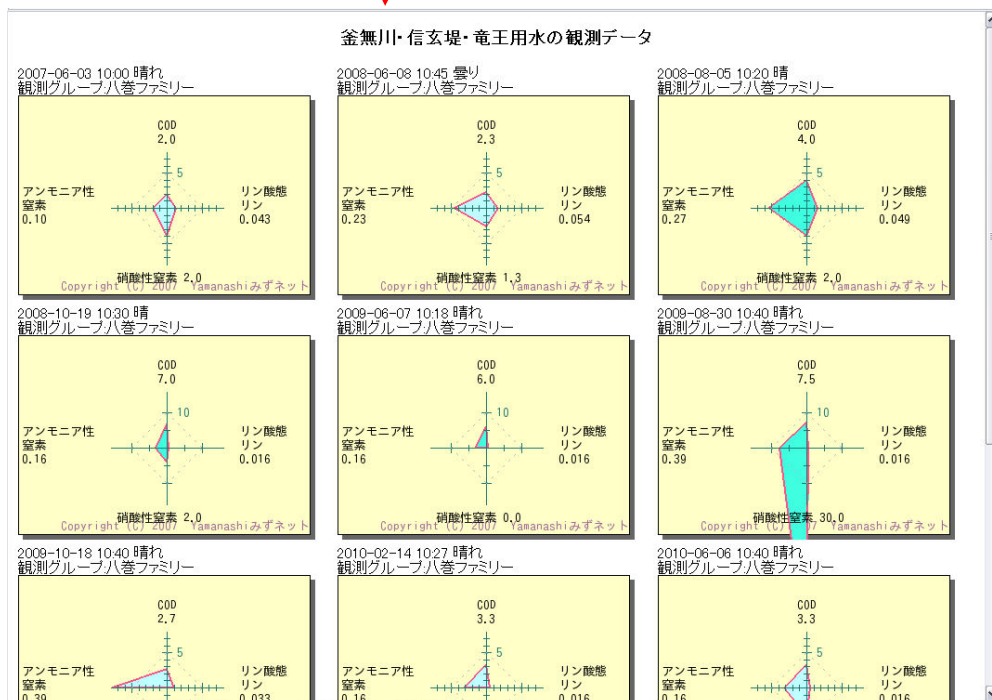 釜無川・信玄堤・竜王用水の観測データ
2007-06-03 10:00 晴れ
観測グループ:八巻ファミリー
COD
2.0
5
アンモニア性
窒素
0.10
リン酸態
リン
0.043
硝酸性窒素 2.0
Copyright (C) 2007 Yamanashiみずネット
2008-06-08 10:45 曇り
観測グループ:八巻ファミリー
COD
2.3
5
アンモニア性
窒素
0.23
リン酸態
リン
0.054
硝酸性窒素 1.3
Copyright (C) 2007 Yamanashiみずネット
2008-08-05 10:20 晴
観測グループ:八巻ファミリー
COD
4.0
5
アンモニア性
窒素
0.27
リン酸態
リン
0.049
硝酸性窒素 2.0
Copyright (C) 2007 Yamanashiみずネット
2008-10-19 10:30 晴
観測グループ:八巻ファミリー
COD
7.0
10
アンモニア性
窒素
0.16
リン酸態
リン
0.016
硝酸性窒素 2.0
Copyright (C) 2007 Yamanashiみずネット
2009-06-07 10:18 晴れ
観測グループ:八巻ファミリー
COD
6.0
10
アンモニア性
窒素
0.16
リン酸態
リン
0.016
硝酸性窒素 0.0
Copyright (C) 2007 Yamanashiみずネット
2009-08-30 10:40 晴れ
観測グループ:八巻ファミリー
COD
7.5
10
アンモニア性
窒素
0.39
リン酸態
リン
0.016
硝酸性窒素 30.0
Copyright (C) 07 Yamanashiみずネット
2009-10-18 10:40 晴れ
観測グループ:八巻ファミリー
COD
2.7
5
アンモニア性
窒素
0.39
リン酸態
リン
0.033
2010-02-14 10:27 晴れ
観測グループ:八巻ファミリー
COD
3.3
5
アンモニア性
窒素
0.16
リン酸態
リン
0.016
2010-06-06 10:40 晴れ
観測グループ:八巻ファミリー
COD
3.3
5
アンモニア性
窒素
0.16
リン酸態
リン
0.016